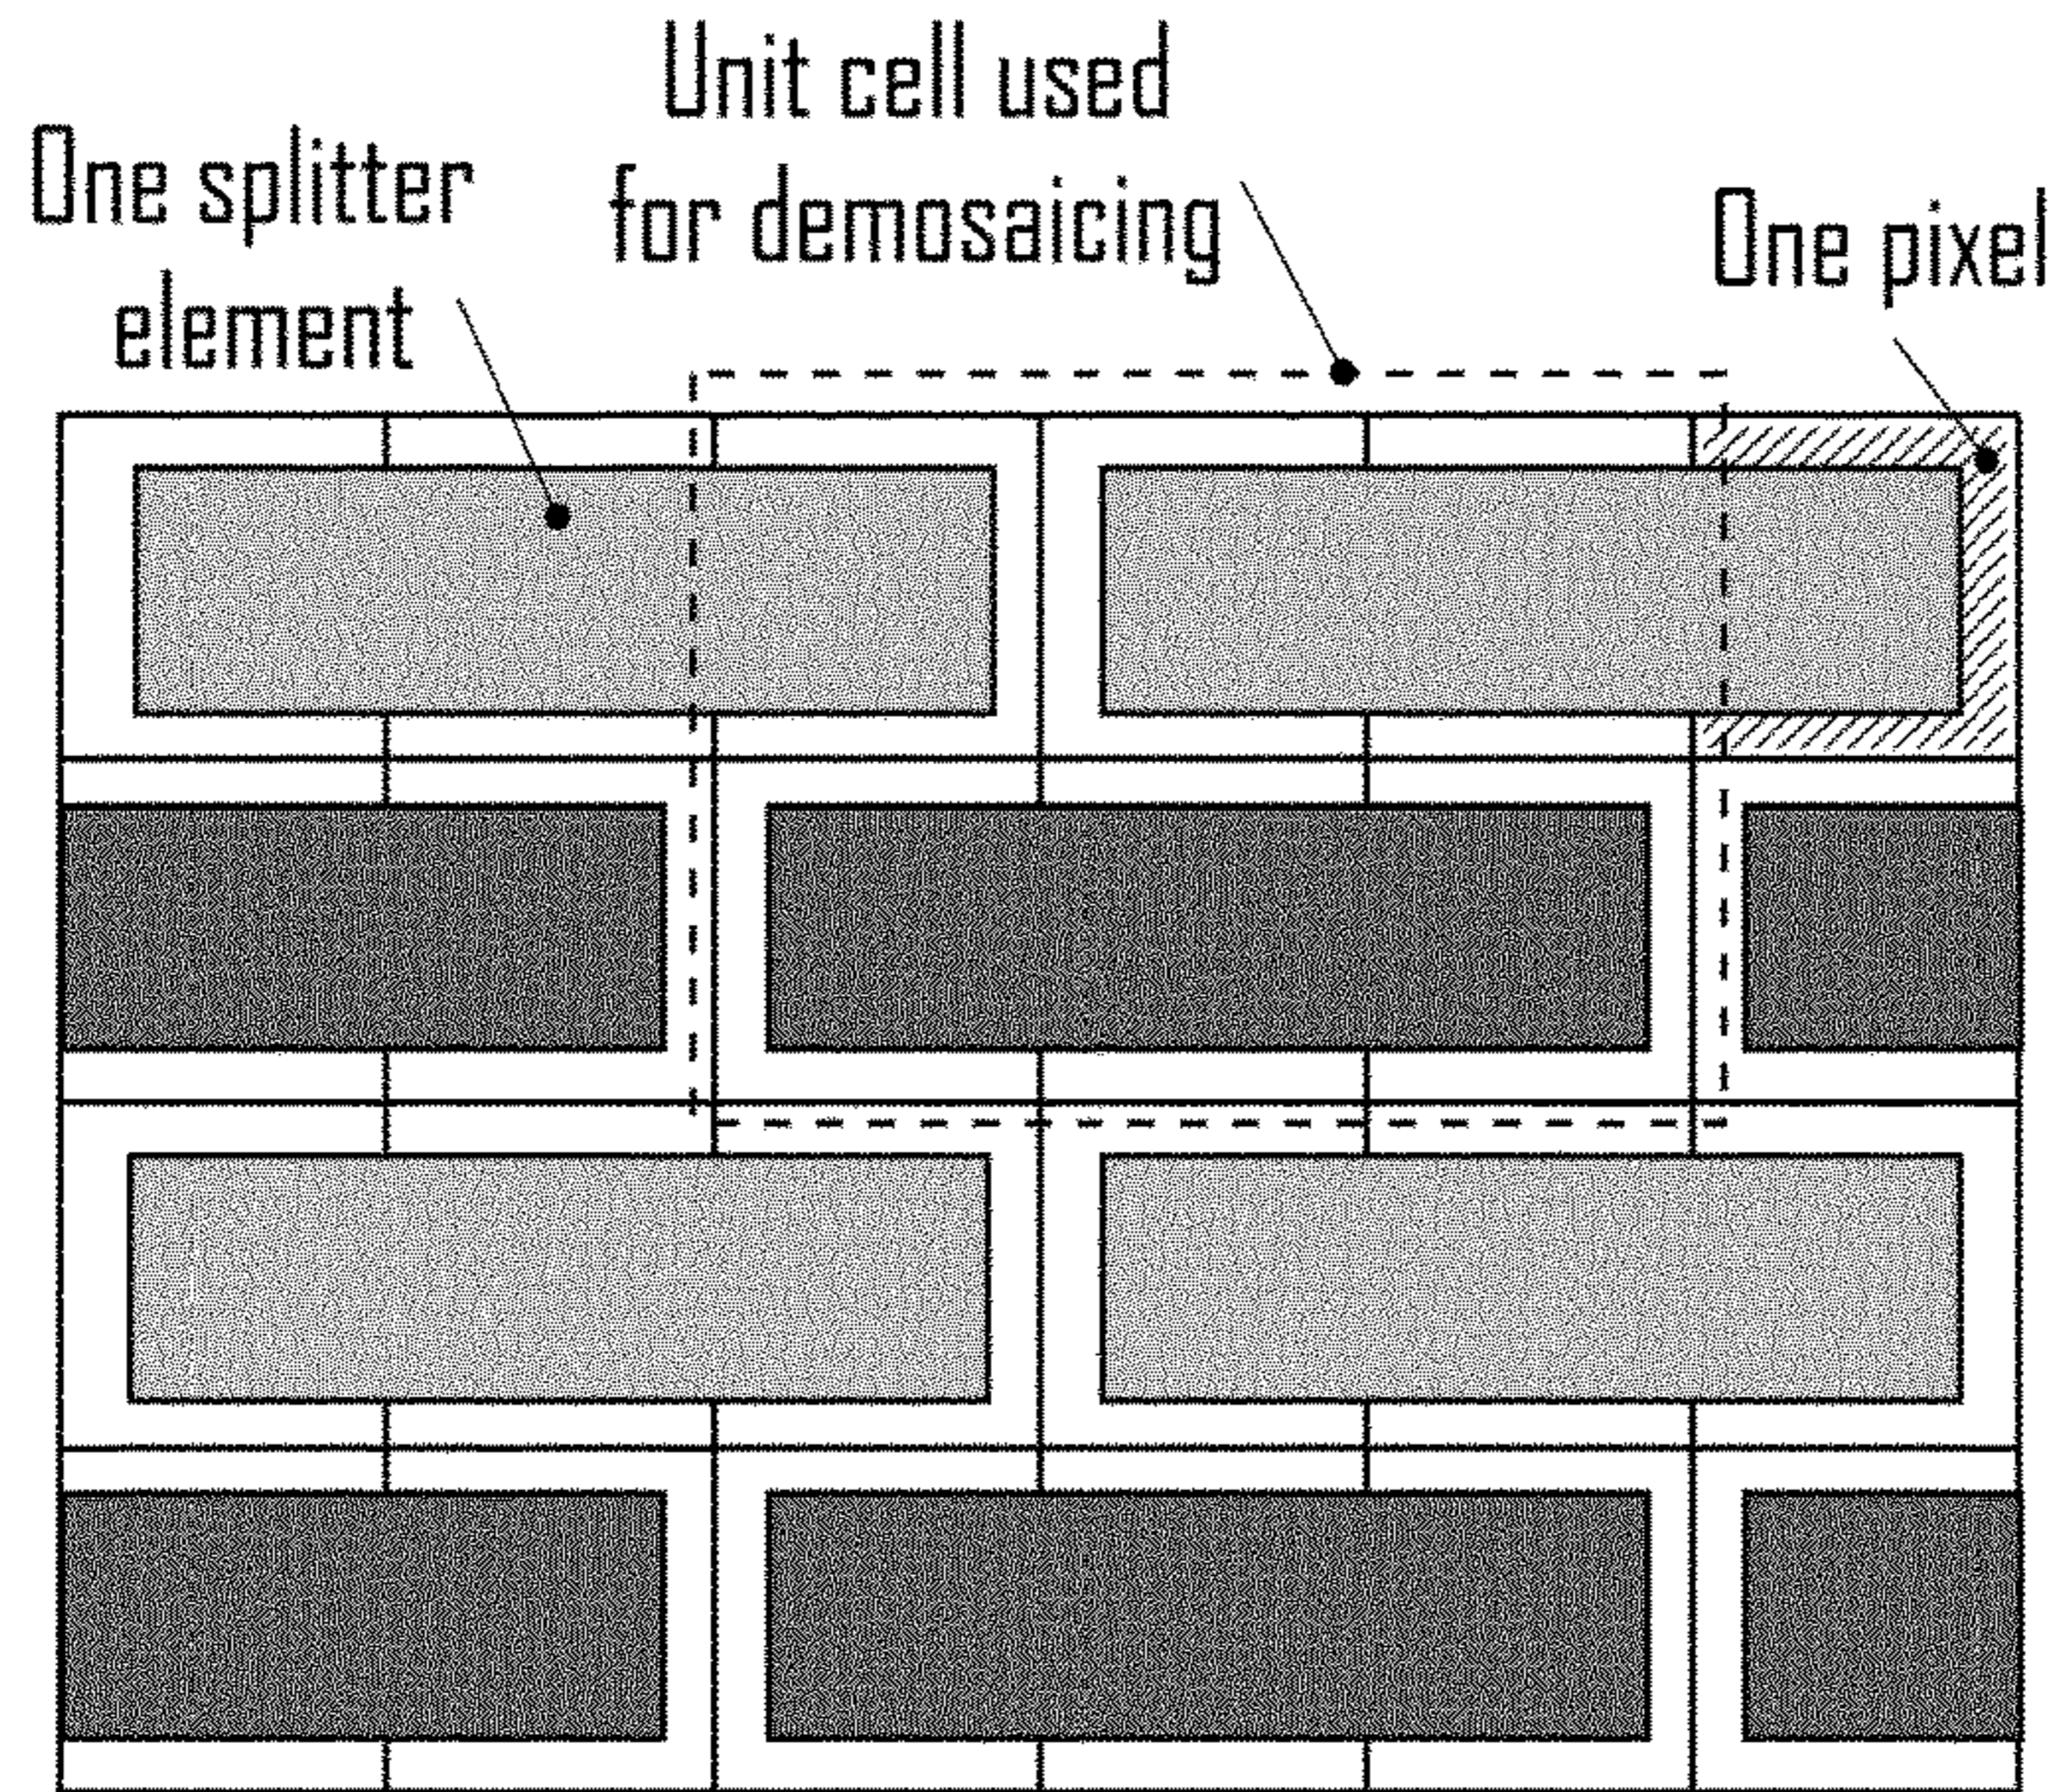 One splitter
element
Unit cell used
for demosaicing
One pixel